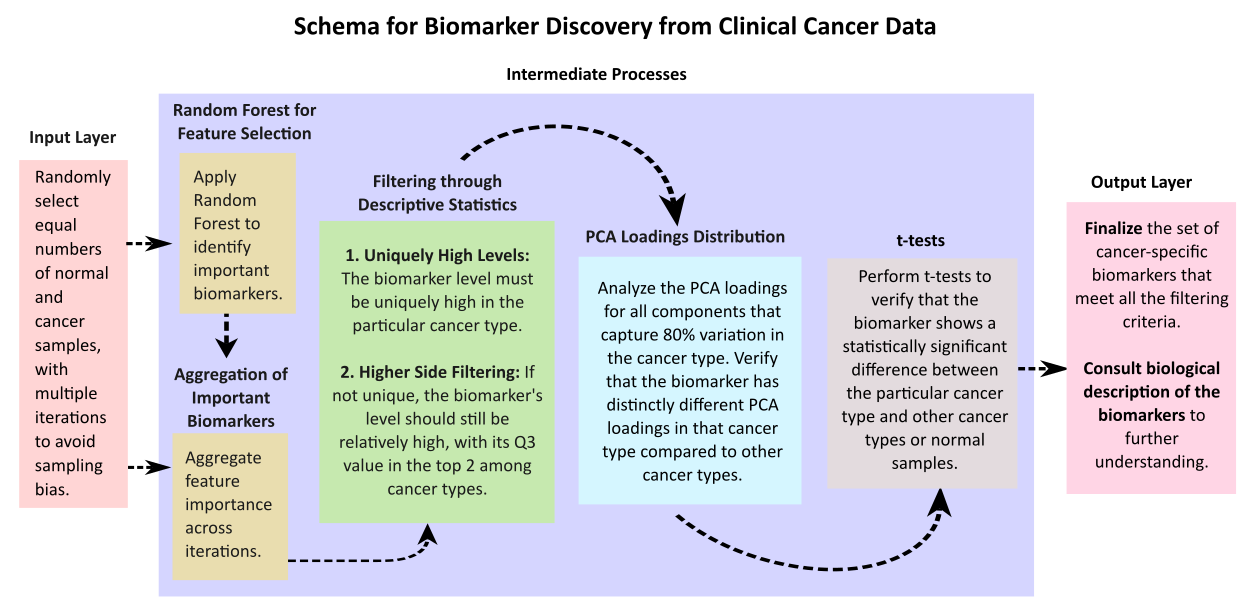 Schema for Biomarker Discovery from Clinical Cancer Data
Intermediate Processes
Input Layer
Randomly
select
equal
numbers
of normal
and
cancer
samples,
with
multiple
iterations
to avoid
sampling
bias.
Random Forest for
Feature Selection
Apply
Random
Forest to
identify
important
biomarkers.
Aggregation of
Important
Biomarkers
Aggregate
feature
importance
across
iterations.
Filtering through
Descriptive Statistics
1. Uniquely High Levels:
The biomarker level must
be uniquely high in the
particular cancer type.
2. Higher Side Filtering: If
not unique, the biomarker's
level should still be
relatively high, with its Q3
value in the top 2 among
cancer types.
PCA Loadings Distribution
Analyze the PCA loadings
for all components that
capture 80% variation in
the cancer type. Verify
that the biomarker has
distinctly different PCA
loadings in that cancer
type compared to other
cancer types.
t-tests
Perform t-tests to
verify that the
biomarker shows a
statistically significant
difference between
the particular cancer
type and other cancer
types or normal
samples.
Output Layer
Finalize the set of
cancer-specific
biomarkers that
meet all the filtering
criteria.
Consult biological
description of the
biomarkers to
further
understanding.